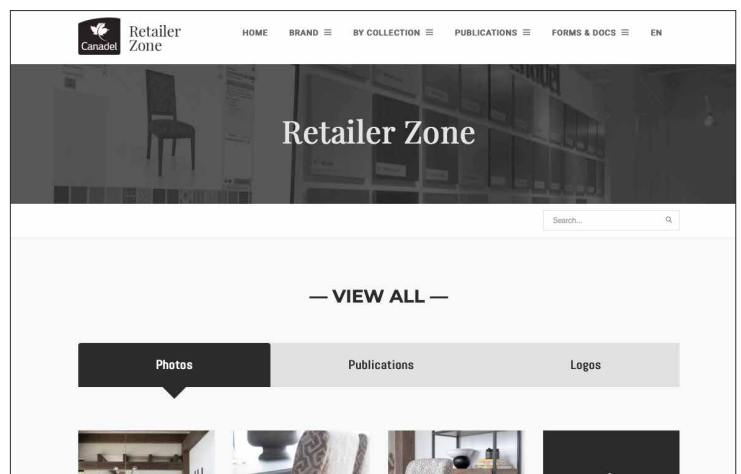 Canadel
Retailer
Zone
HOME
BRAND
BY COLLECTION
PUBLICATIONS
FORMS & DOCS
EN
Retailer Zone
Search...
— VIEW ALL —
Photos
Publications
Logos